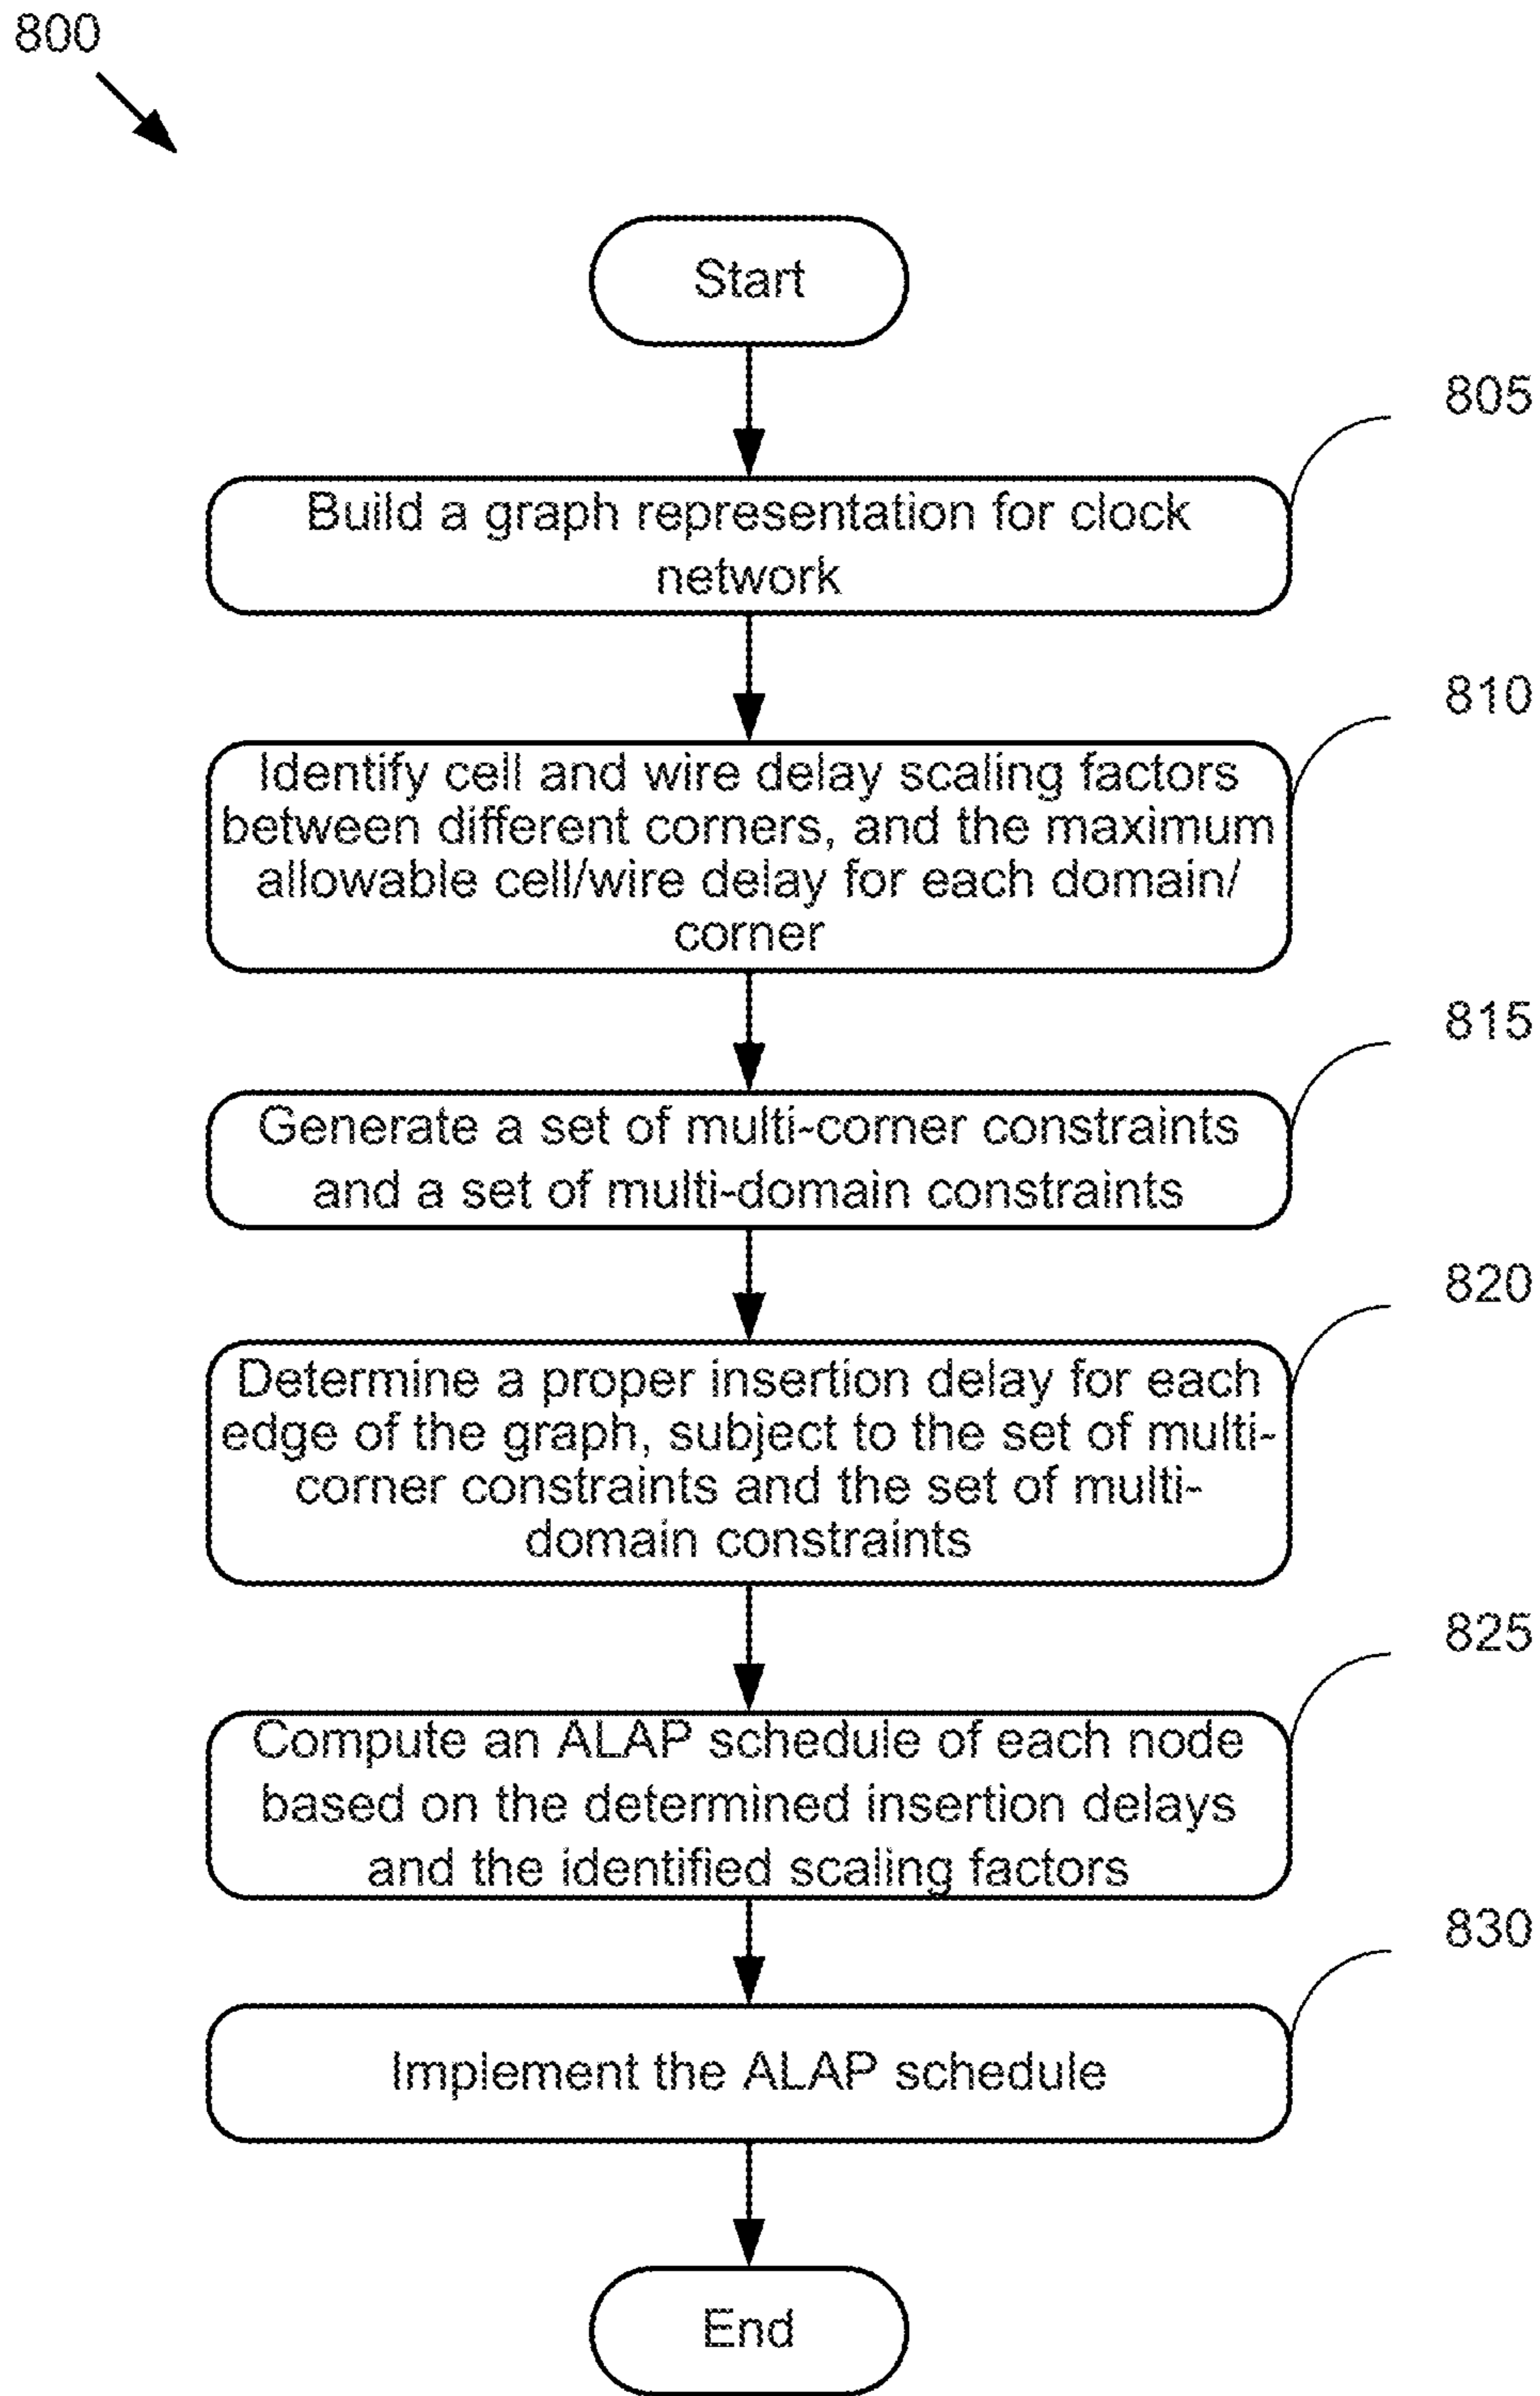 800
Start
805
Build a graph representation for clock
network
810
Identify cell and wire delay scaling factors
between different corners, and the maximum
allowable cell/wire delay for each domain/
corner
815
Generate a set of multi-corner constraints
and a set of multi-domain constraints
820
Determine a proper insertion delay for each
edge of the graph, subject to the set of multi-
corner constraints and the set of multi-
domain constraints
825
Compute an ALAP schedule of each node
based on the determined insertion delays
and the identified scaling factors
830
Implement the ALAP schedule
End